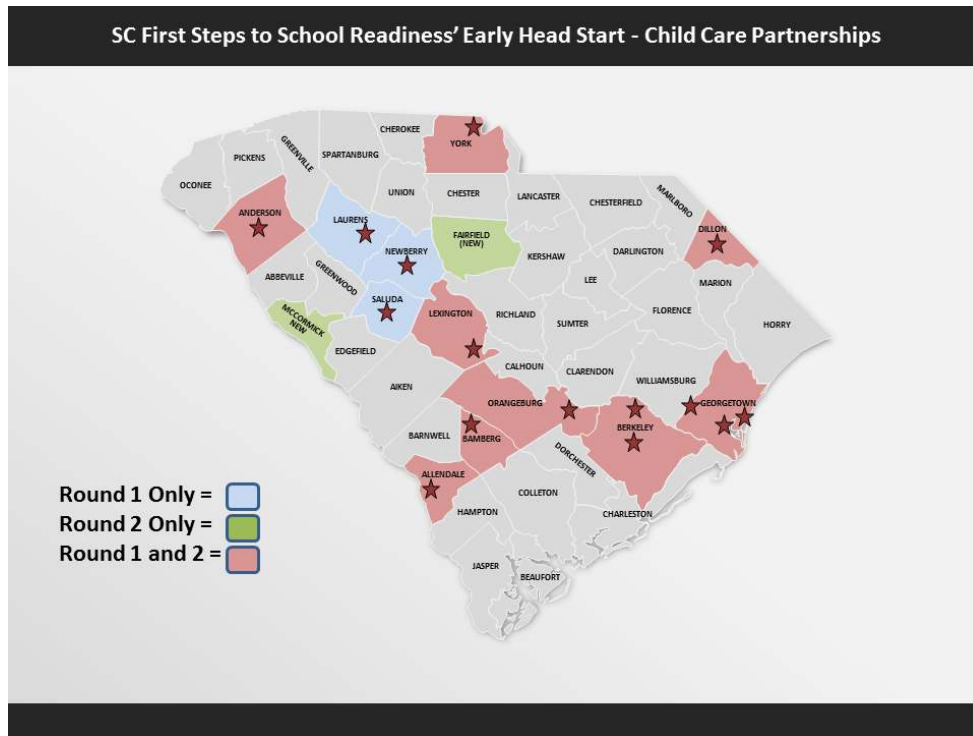 SC First Steps to School Readiness' Early Head Start - Child Care Partnerships
CHEROKEE
YORK
GREENVILLE
SPARTANBURG
PICKENS
OCONEE
UNION
CHESTER
LANCASTER
CHESTERFIELD
MARLBORO
ANDERSON
LAURENS
DILLON
FAIRFIELD
(NEW)
NEWBERRY
KERSHAW
DARLINGTON
ABBEVILLE
GREENWOOD
LEE
MARION
SALUDA
LEXINGTON
RICHLAND
FLORENCE
SUMTER
HORRY
MCCORMICK
NEW
EDGEFIELD
CALHOUN
CLARENDON
WILLIAMSBURG
AIKEN
ORANGEBURG
GEORGETOWN
BERKELEY
BARNWELL
BAMBERG
DORCHESTER
ALLENDALE
COLLETON
HAMPTON
CHARLESTON
JASPER
BEAUFORT
Round 1 Only =
Round 2 Only =
Round 1 and 2 =